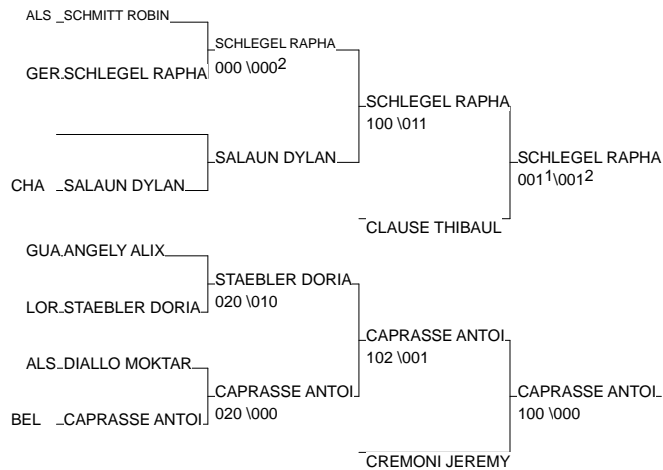 ALS SCHMITT ROBIN
SCHLEGEL RAPHA
000 \000²
GER SCHLEGEL RAPHA
SCHLEGEL RAPHA
100 \011
SALAUN DYLAN
SCHLEGEL RAPHA
001¹\001²
CHA SALAUN DYLAN
CLAUSE THIBAUL
GUA ANGELY ALIX
STAEBLER DORIA
020 \010
LOR STAEBLER DORIA
CAPRASSE ANTOI
102 \001
ALS DIALLO MOKTAR
CAPRASSE ANTOI
020 \000
CAPRASSE ANTOI
100 \000
BEL CAPRASSE ANTOI
CREMONI JEREMY